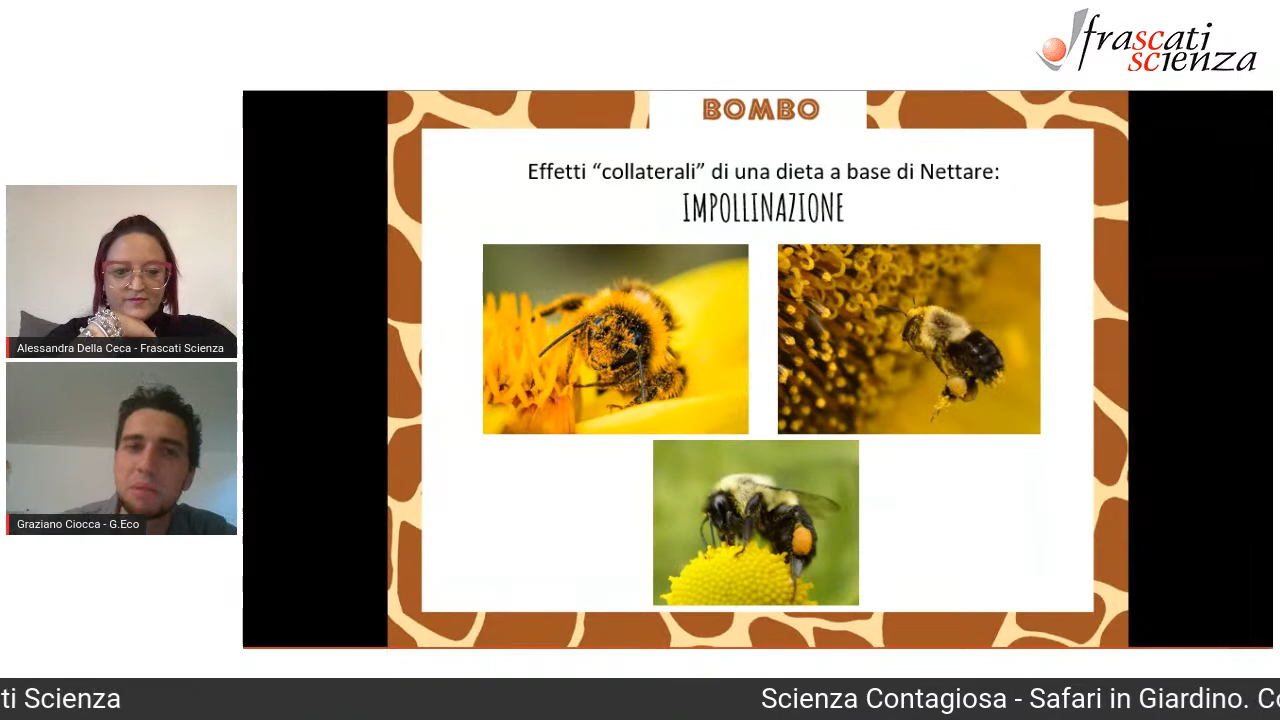 frascati
scienza
BOMBO
Effetti “collaterali” di una dieta a base di Nettare:
IMPOLLINAZIONE
Alessandra Della Ceca - Frascati Scienza
Graziano Ciocca - G.Eco
ti Scienza
Scienza Contagiosa - Safari in Giardino. Co